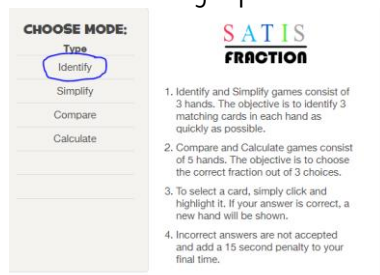 CHOOSE MODE:
Type
Identify
Simplify
Compare
Calculate
SATIS
FRACTION
1. Identify and Simplify games consist of
3 hands. The objective is to identify 3
matching cards in each hand as
quickly as possible.
2. Compare and Calculate games consist
of 5 hands. The objective is to choose
the correct fraction out of 3 choices.
3. To select a card, simply click and
highlight it. If your answer is correct, a
new hand will be shown.
4. Incorrect answers are not accepted
and add a 15 second penalty to your
final time.